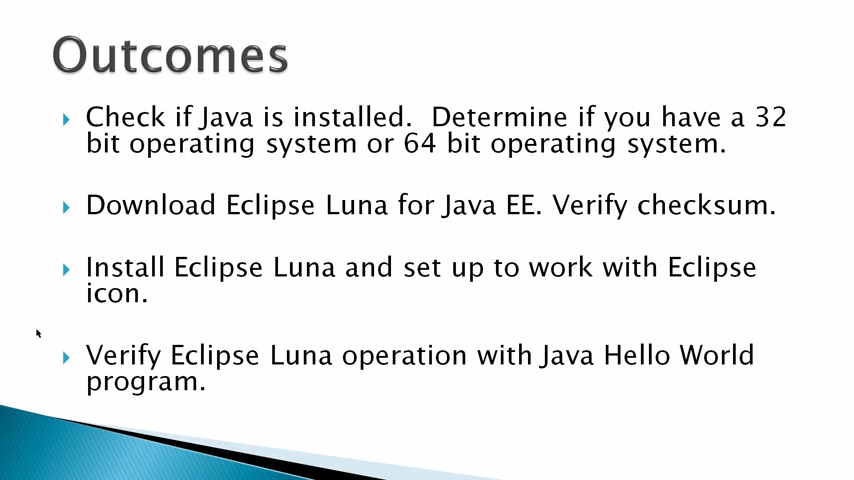 Outcomes
Check if Java is installed.  Determine if you have a 32
bit operating system or 64 bit operating system.
Download Eclipse Luna for Java EE. Verify checksum.
Install Eclipse Luna and set up to work with Eclipse
icon.
Verify Eclipse Luna operation with Java Hello World
program.